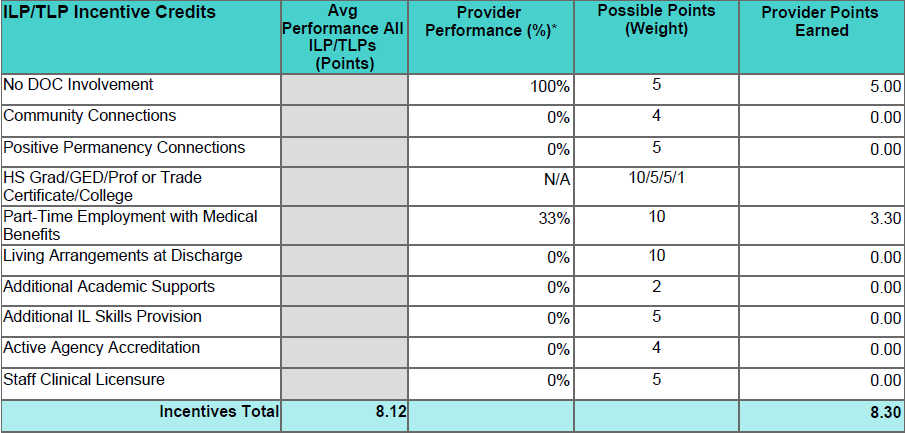 ILP/TLP Incentive Credits Avg Performance All ILP/TLPs (Points) Provider Performance (%)* Possible Points (Weight) Provider Points Earned
No DOC Involvement 100% 5 5.00
Community Connections 0% 4 0.00
Positive Permanency Connections 0% 5 0.00
HS Grad/GED/Prof or Trade Certificate/College N/A 10/5/5/1
Part-Time Employment with Medical Benefits 33% 10 3.30
Living Arrangements at Discharge 0% 10 0.00
Additional Academic Supports 0% 2 0.00
Additional IL Skills Provision 0% 5 0.00
Active Agency Accreditation 0% 4 0.00
Staff Clinical Licensure 0% 5 0.00
Incentives Total 8.12 8.30